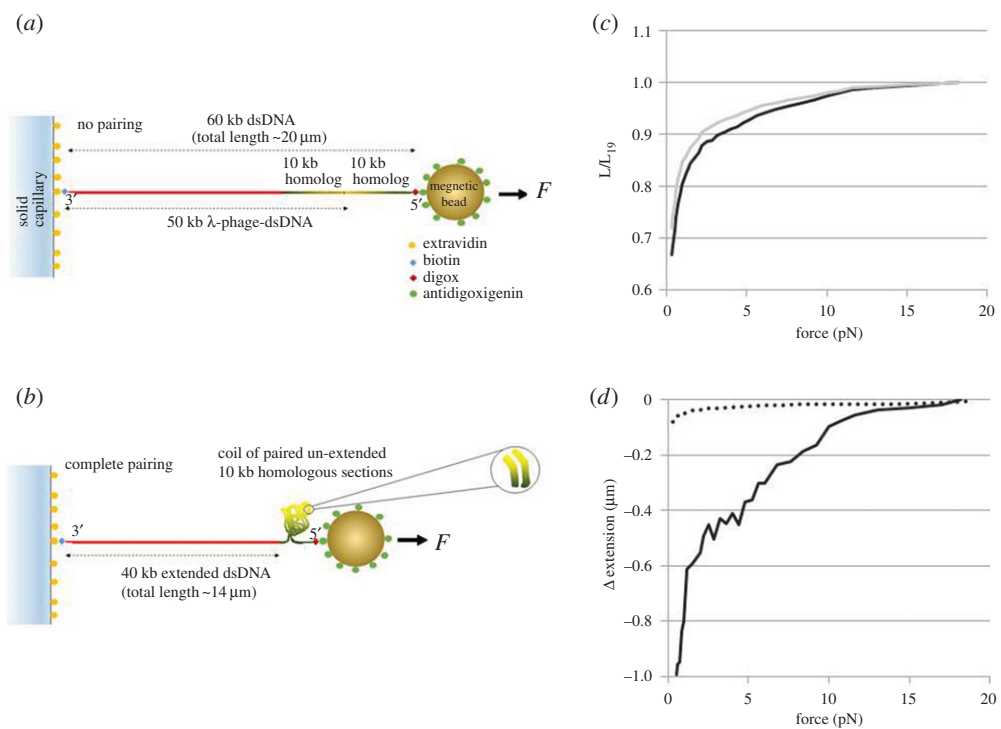 (a)
no pairing
60 kb dsDNA
(total length ~20 μm)
10 kb 10 kb
homolog homolog
solid
capillary
3′
5′
magnetic
bead
F
50 kb λ-phage-dsDNA
extravidin
biotin
digox
antidigoxigenin
(b)
complete pairing
coil of paired un-extended
10 kb homologous sections
3′
5′
F
40 kb extended dsDNA
(total length ~14 μm)
(c)
1.1
1.0
0.9
0.8
0.7
0.6
L/L19
0 5 10 15 20
force (pN)
(d)
0
–0.2
–0.4
–0.6
–0.8
–1.0
Δ extension (μm)
0 5 10 15 20
force (pN)